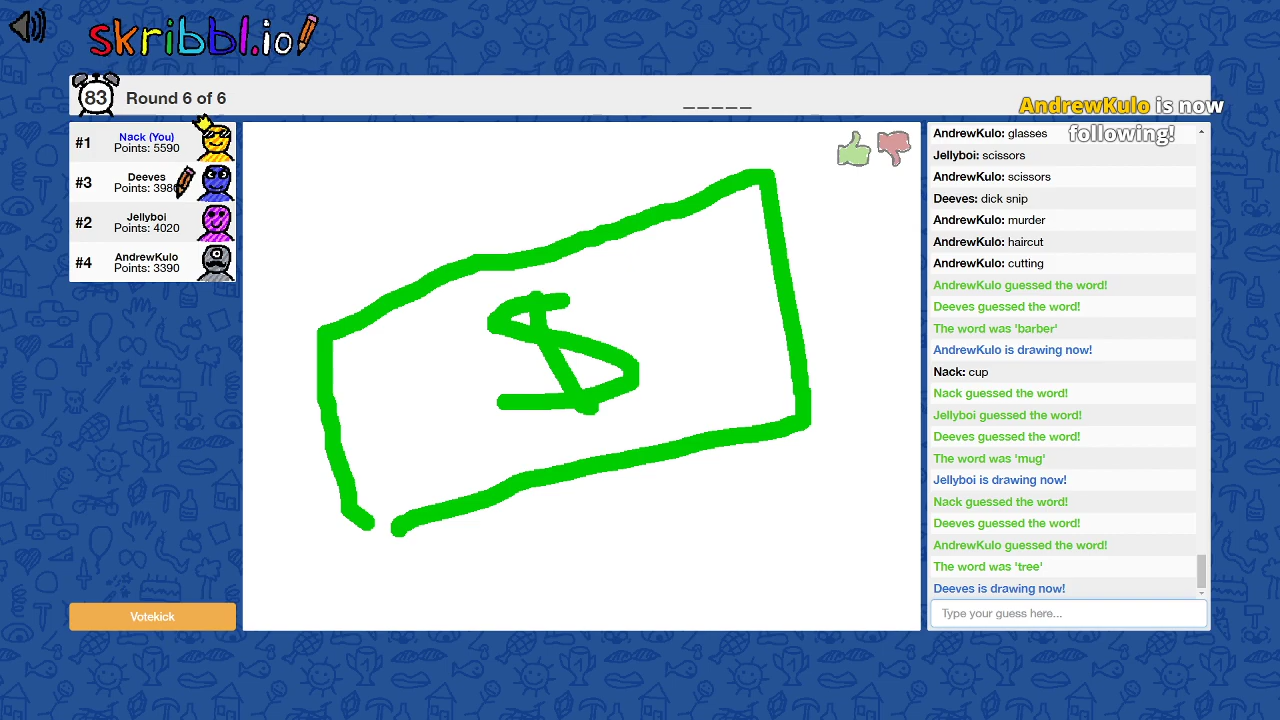 skribbl.io
83
Round 6 of 6
_ _ _ _ _
AndrewKulo is now
following!
#1
Nack (You)
Points: 5590
#3
Deeves
Points: 3980
#2
Jellyboi
Points: 4020
#4
AndrewKulo
Points: 3390
Votekick
$
AndrewKulo: glasses
Jellyboi: scissors
AndrewKulo: scissors
Deeves: dick snip
AndrewKulo: murder
AndrewKulo: haircut
AndrewKulo: cutting
AndrewKulo guessed the word!
Deeves guessed the word!
The word was 'barber'
AndrewKulo is drawing now!
Nack: cup
Nack guessed the word!
Jellyboi guessed the word!
Deeves guessed the word!
The word was 'mug'
Jellyboi is drawing now!
Nack guessed the word!
Deeves guessed the word!
AndrewKulo guessed the word!
The word was 'tree'
Deeves is drawing now!
Type your guess here...